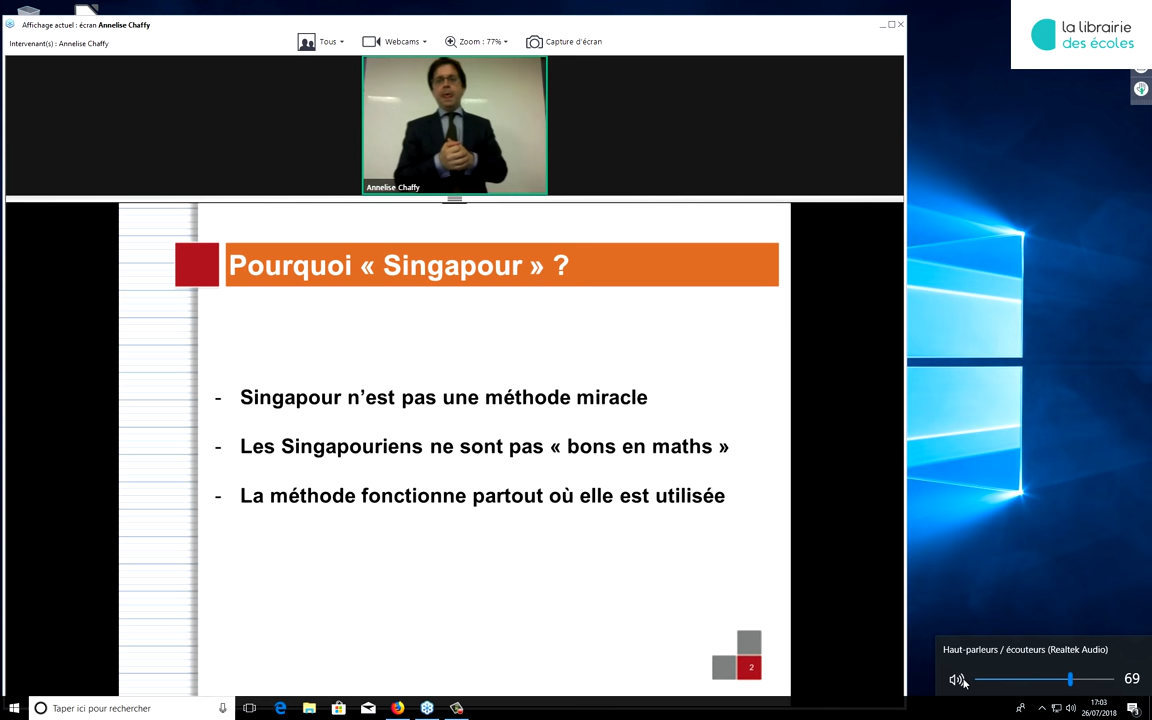 Affichage actuel : écran Annelise Chaffy
Intervenant(s) : Annelise Chaffy
Tous
Webcams
Zoom : 77%
Capture d'écran
la librairie
des écoles
Annelise Chaffy
Pourquoi « Singapour » ?
- Singapour n'est pas une méthode miracle
- Les Singapouriens ne sont pas « bons en maths »
- La méthode fonctionne partout où elle est utilisée
2
Haut-parleurs / écouteurs (Realtek Audio)
69
Taper ici pour rechercher
17:03
26/07/2018
3